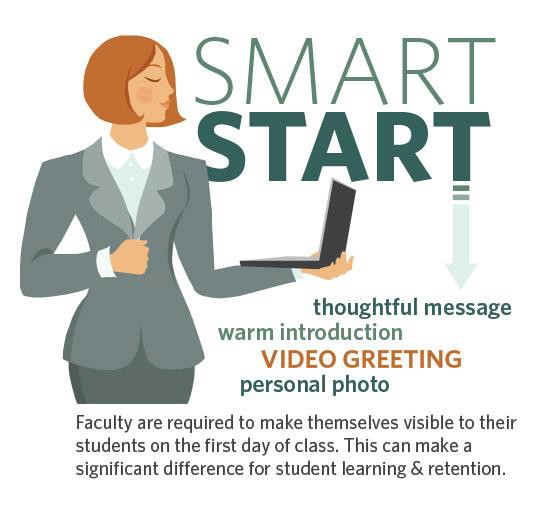 SMART
START
thoughtful message
warm introduction
VIDEO GREETING
personal photo
Faculty are required to make themselves visible to their
students on the first day of class. This can make a
significant difference for student learning & retention.